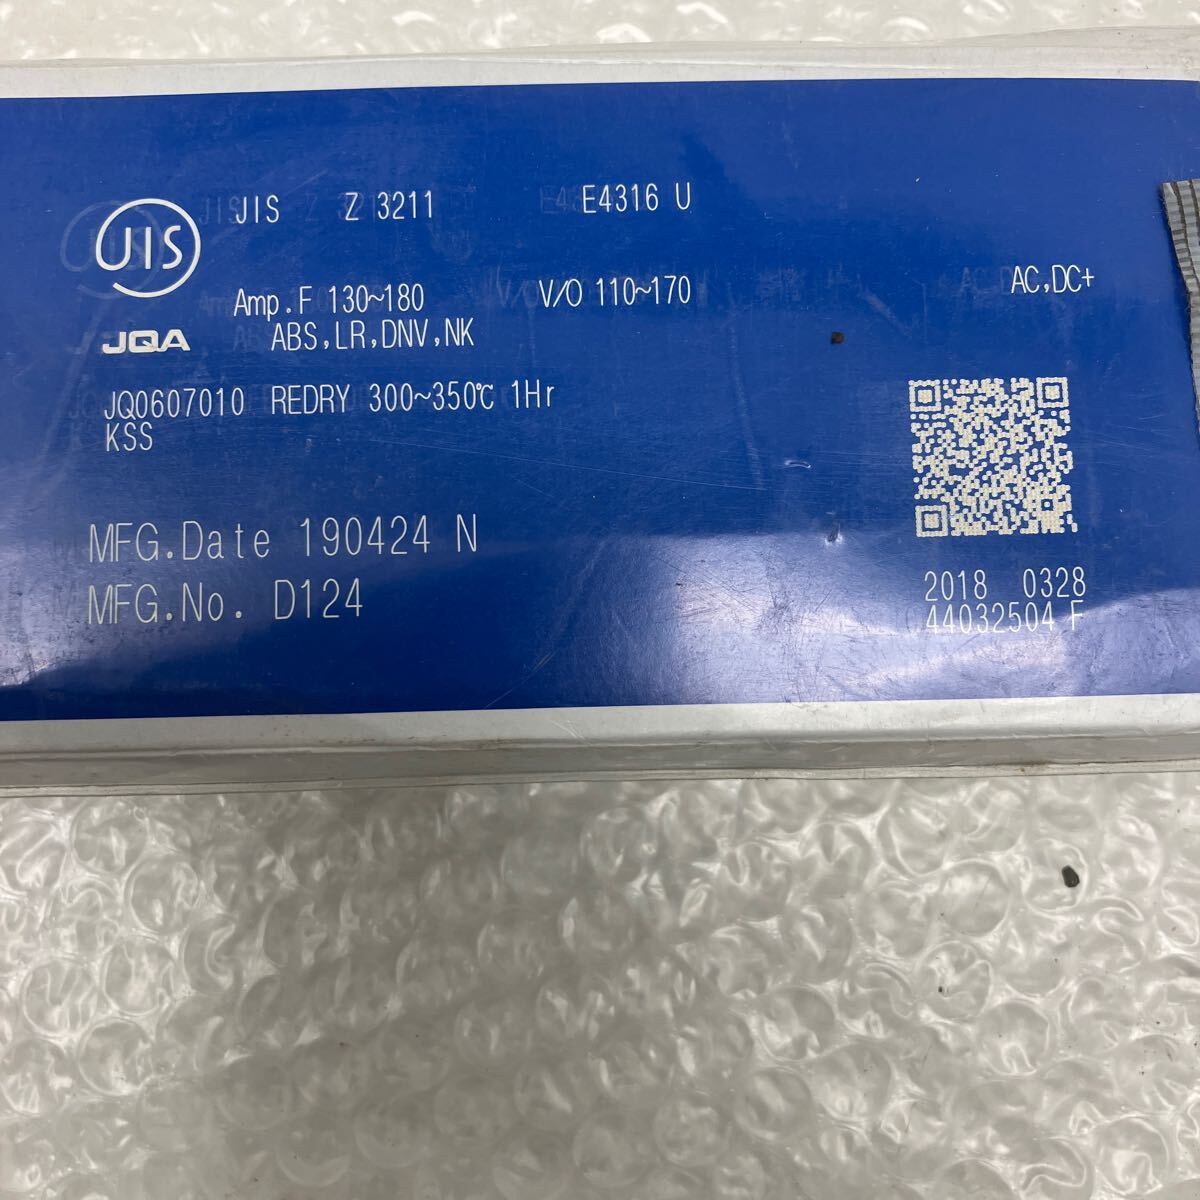 JIS Z 3211 E4316 U
JIS
Amp.F 130~180 V/O 110~170 AC,DC+
JQA ABS,LR,DNV,NK
JQ0607010 REDRY 300~350℃ 1Hr
KSS
MFG.Date 190424 N
MFG.No. D124
2018 0328
44032504 F